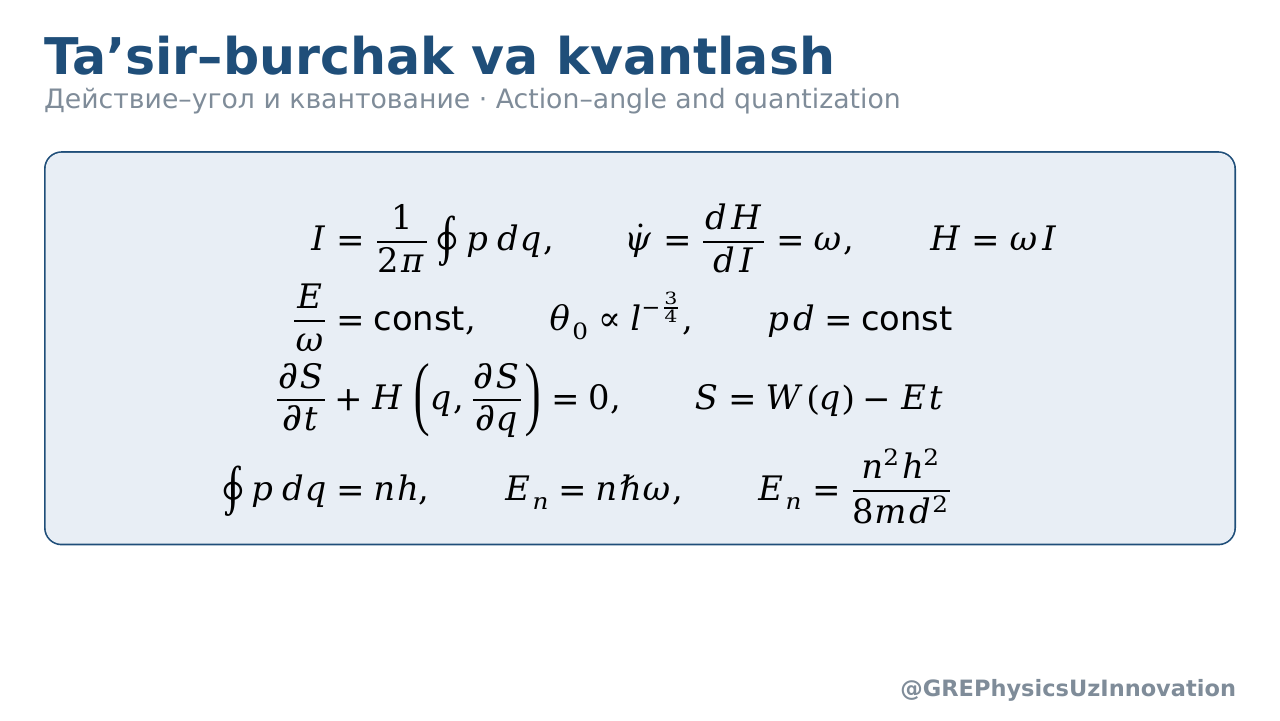 Ta’sir–burchak va kvantlash
Действие–угол и квантование · Action–angle and quantization
$I = \frac{1}{2\pi} \oint p\,dq, \quad \dot{\psi} = \frac{dH}{dI} = \omega, \quad H = \omega I$
$\frac{E}{\omega} = \text{const}, \quad \theta_0 \propto l^{-\frac{3}{4}}, \quad pd = \text{const}$
$\frac{\partial S}{\partial t} + H\left(q, \frac{\partial S}{\partial q}\right) = 0, \quad S = W(q) - Et$
$\oint p\,dq = nh, \quad E_n = n\hbar\omega, \quad E_n = \frac{n^2 h^2}{8md^2}$
@GREPhysicsUzInnovation